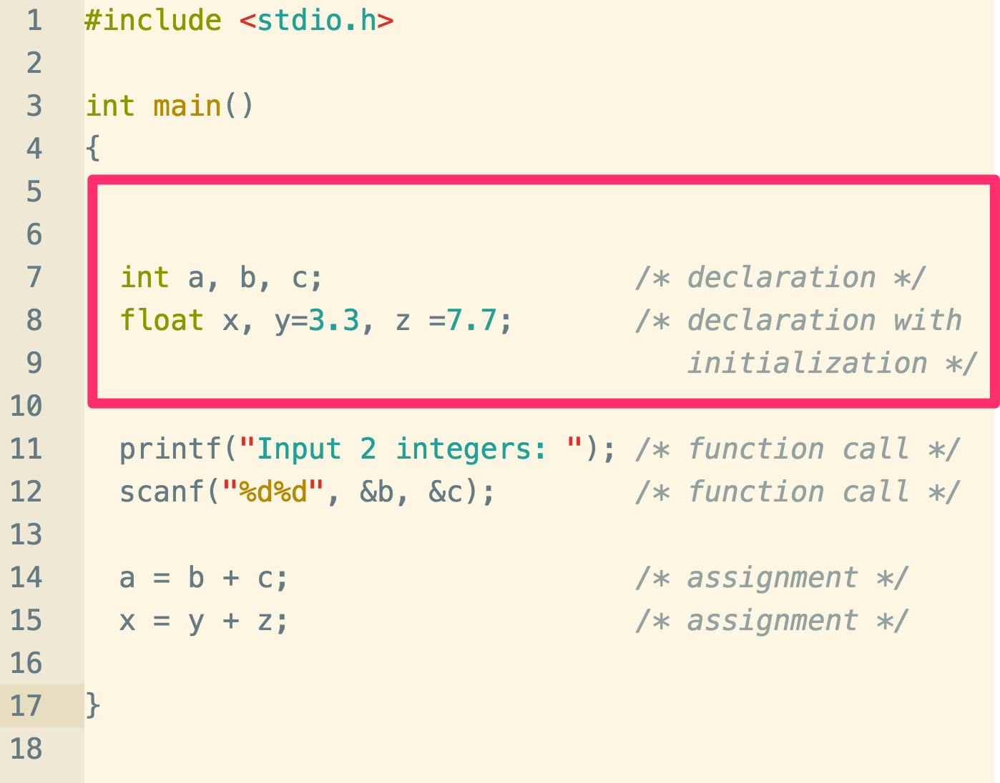 1 #include <stdio.h>
2
3 int main()
4 {
5
6
7 int a, b, c; /* declaration */
8 float x, y=3.3, z =7.7; /* declaration with
9 initialization */
10
11 printf("Input 2 integers: "); /* function call */
12 scanf("%d%d", &b, &c); /* function call */
13
14 a = b + c; /* assignment */
15 x = y + z; /* assignment */
16
17 }
18